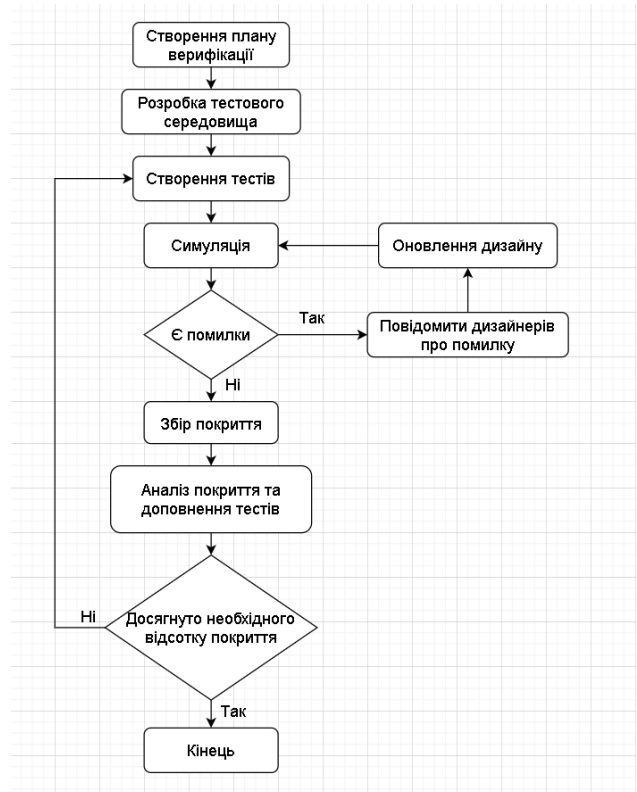 Створення плану
верифікації
Розробка тестового
середовища
Створення тестів
Симуляція
Оновлення дизайну
Є помилки
Так
Повідомити дизайнерів
про помилку
Ні
Збір покриття
Аналіз покриття та
доповнення тестів
Ні
Досягнуто необхідного
відсотку покриття
Так
Кінець